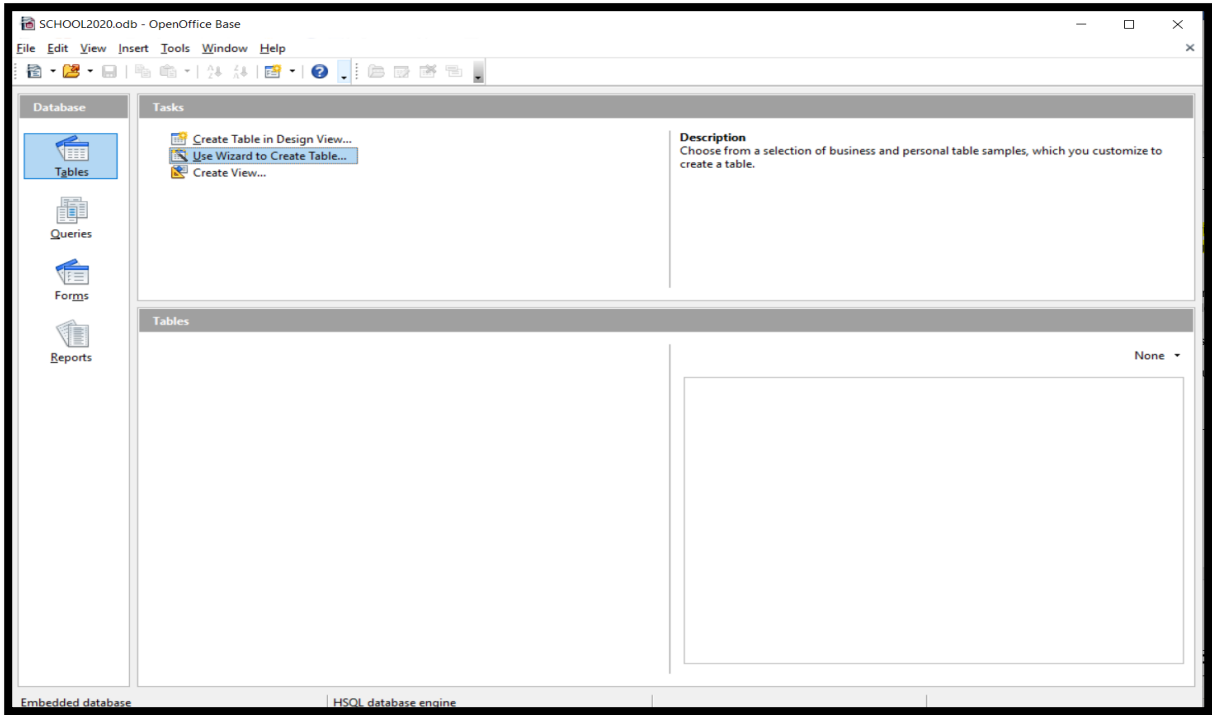 SCHOOL2020.odb - OpenOffice Base
File Edit View Insert Tools Window Help
Database
Tasks
Tables
Queries
Forms
Reports
Create Table in Design View...
Use Wizard to Create Table...
Create View...
Description
Choose from a selection of business and personal table samples, which you customize to
create a table.
Tables
None
Embedded database
HSQL database engine